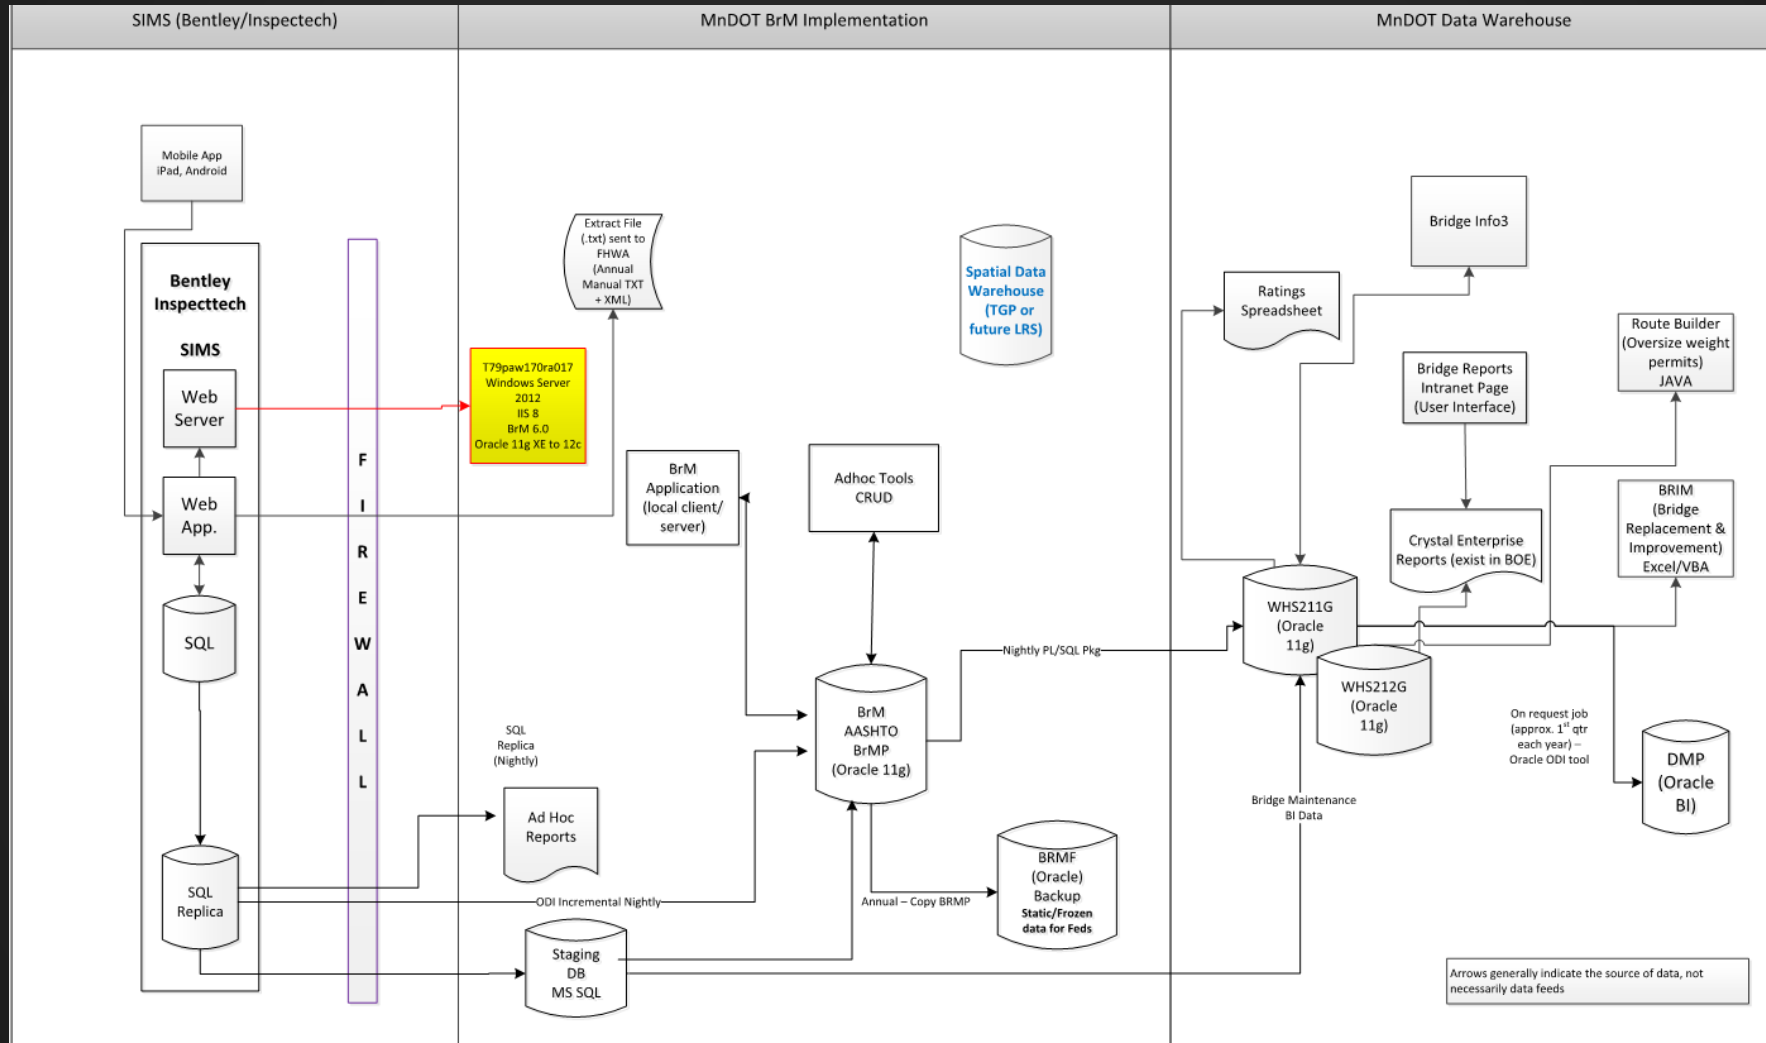 SIMS (Bentley/Inspectech)
MnDOT BrM Implementation
MnDOT Data Warehouse
Mobile App
iPad, Android
Bentley
Inspecttech
SIMS
Web
Server
Web
App.
SQL
SQL
Replica
F
I
R
E
W
A
L
L
Extract File
(.txt) sent to
FHWA
(Annual
Manual TXT
+ XML)
T79paw170ra017
Windows Server
2012
IIS 8
BrM 6.0
Oracle 11g XE to 12c
BrM
Application
(local client/
server)
Adhoc Tools
CRUD
Spatial Data
Warehouse
(TGP or
future LRS)
SQL
Replica
(Nightly)
Ad Hoc
Reports
ODI Incremental Nightly
Staging
DB
MS SQL
BrM
AASHTO
BrMP
(Oracle 11g)
Nightly PL/SQL Pkg
Annual – Copy BRMP
BRMF
(Oracle)
Backup
Static/Frozen
data for Feds
Ratings
Spreadsheet
Bridge Info3
Bridge Reports
Intranet Page
(User Interface)
Crystal Enterprise
Reports (exist in BOE)
Route Builder
(Oversize weight
permits)
JAVA
BRIM
(Bridge
Replacement &
Improvement)
Excel/VBA
WHS211G
(Oracle
11g)
WHS212G
(Oracle
11g)
Bridge Maintenance
BI Data
On request job
(approx. 1st qtr
each year) –
Oracle ODI tool
DMP
(Oracle
BI)
Arrows generally indicate the source of data, not
necessarily data feeds